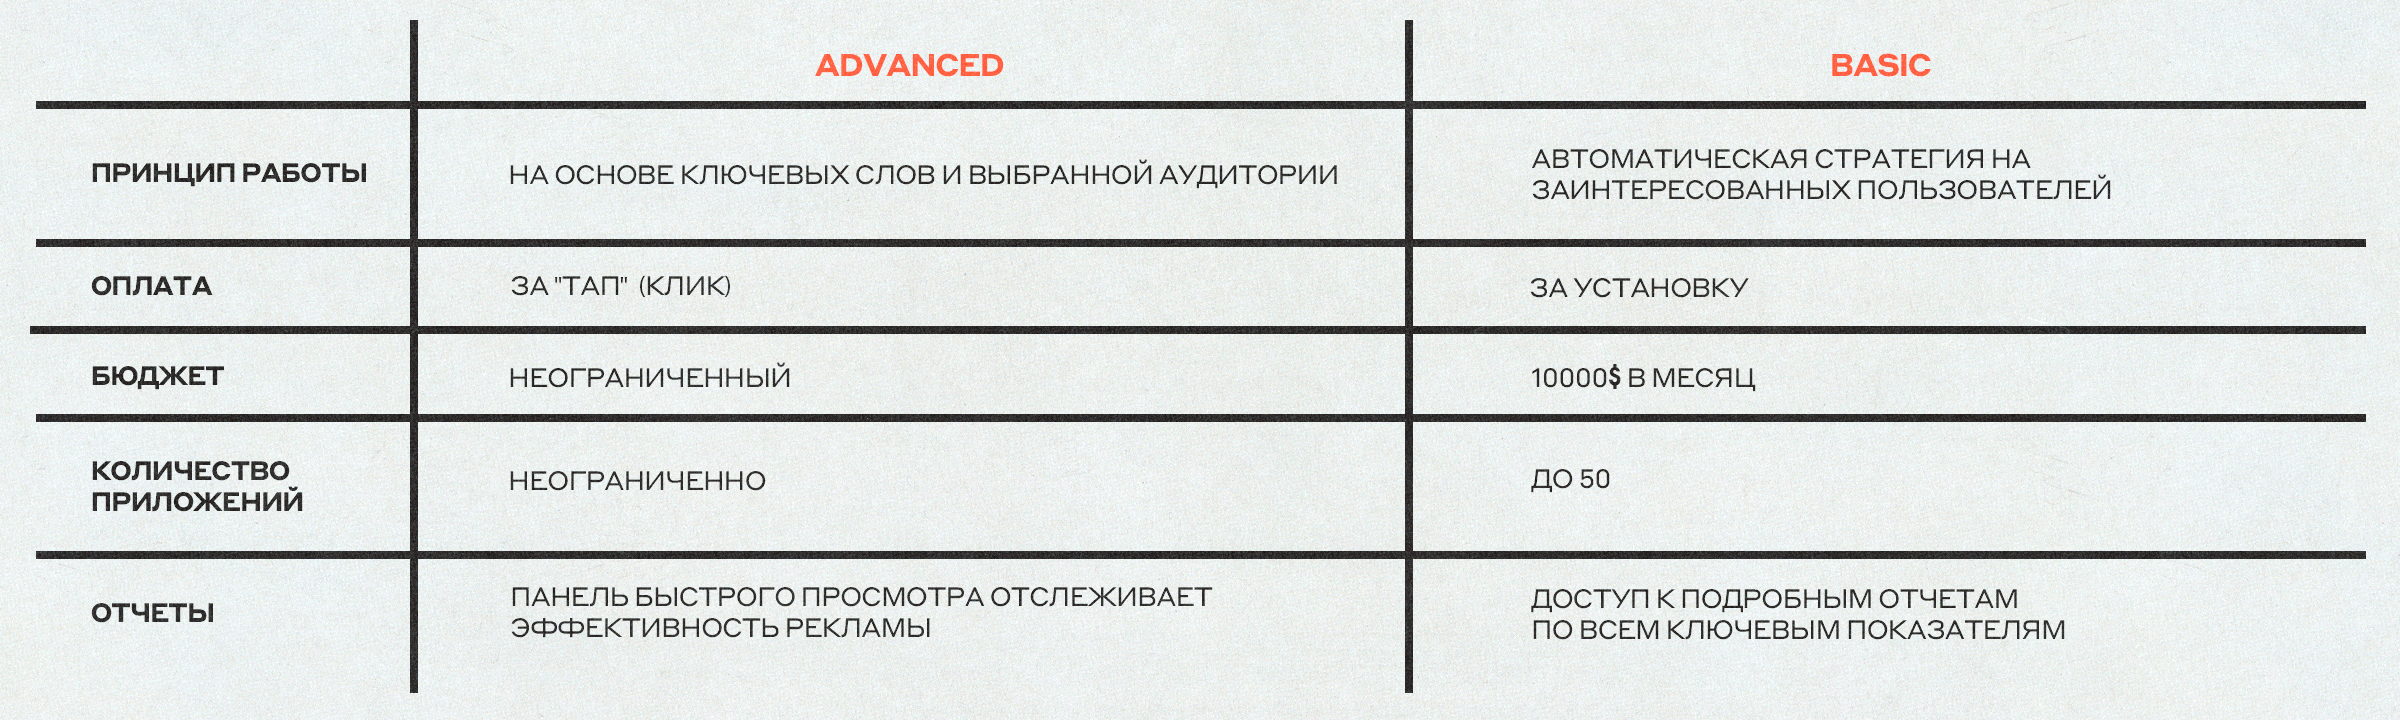 ADVANCED
BASIC
ПРИНЦИП РАБОТЫ
НА ОСНОВЕ КЛЮЧЕВЫХ СЛОВ И ВЫБРАННОЙ АУДИТОРИИ
АВТОМАТИЧЕСКАЯ СТРАТЕГИЯ НА
ЗАИНТЕРЕСОВАННЫХ ПОЛЬЗОВАТЕЛЕЙ
ОПЛАТА
ЗА "ТАП" (КЛИК)
ЗА УСТАНОВКУ
БЮДЖЕТ
НЕОГРАНИЧЕННЫЙ
10000$ В МЕСЯЦ
КОЛИЧЕСТВО
ПРИЛОЖЕНИЙ
НЕОГРАНИЧЕННО
ДО 50
ОТЧЕТЫ
ПАНЕЛЬ БЫСТРОГО ПРОСМОТРА ОТСЛЕЖИВАЕТ
ЭФФЕКТИВНОСТЬ РЕКЛАМЫ
ДОСТУП К ПОДРОБНЫМ ОТЧЕТАМ
ПО ВСЕМ КЛЮЧЕВЫМ ПОКАЗАТЕЛЯМ